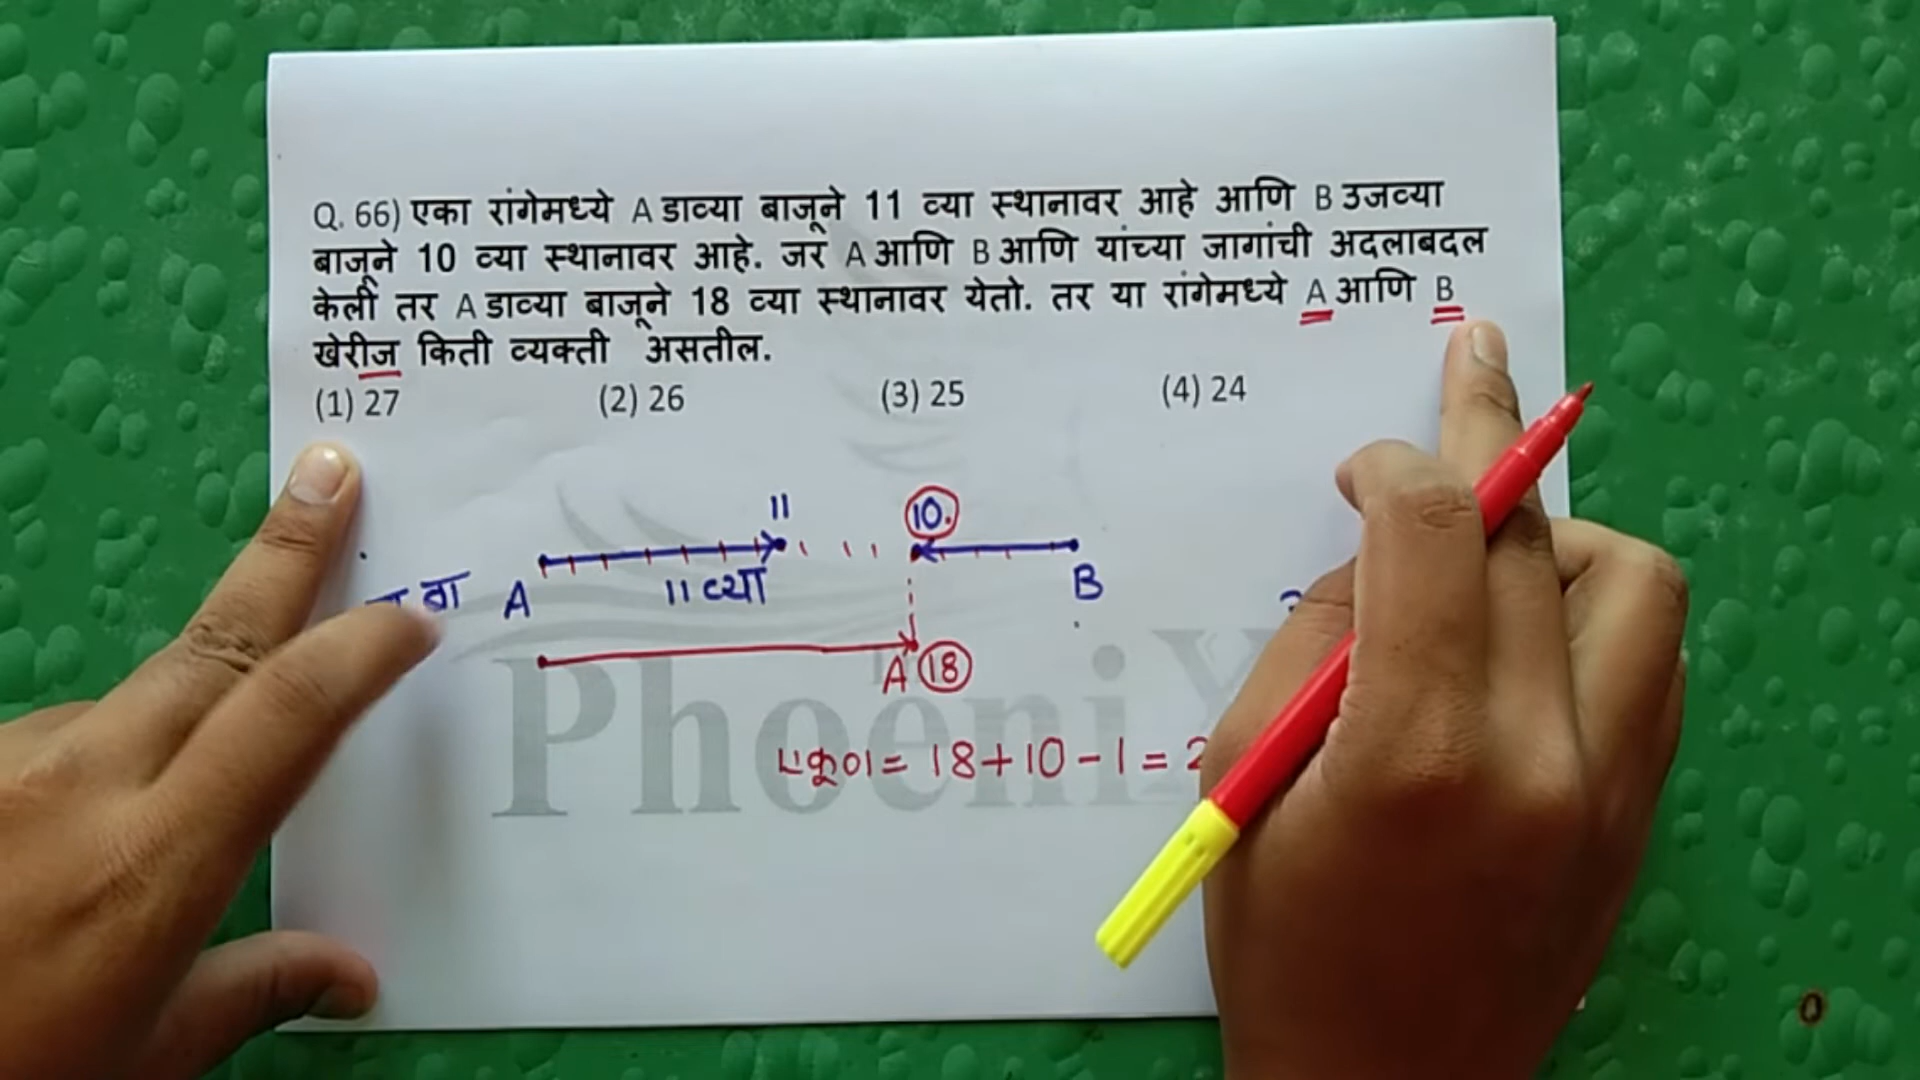 Q. 66) एका रांगेमध्ये A डाव्या बाजूने 11 व्या स्थानावर आहे आणि B उजव्या
बाजूने 10 व्या स्थानावर आहे. जर A आणि B आणि यांच्या जागांची अदलाबदल
केली तर A डाव्या बाजूने 18 व्या स्थानावर येतो. तर या रांगेमध्ये A आणि B
खेरीज किती व्यक्ती असतील.
(1) 27 (2) 26 (3) 25 (4) 24
11 10.
A 11 व्या B
A 18
एकूण = 18 + 10 - 1 = 2
Phoeni